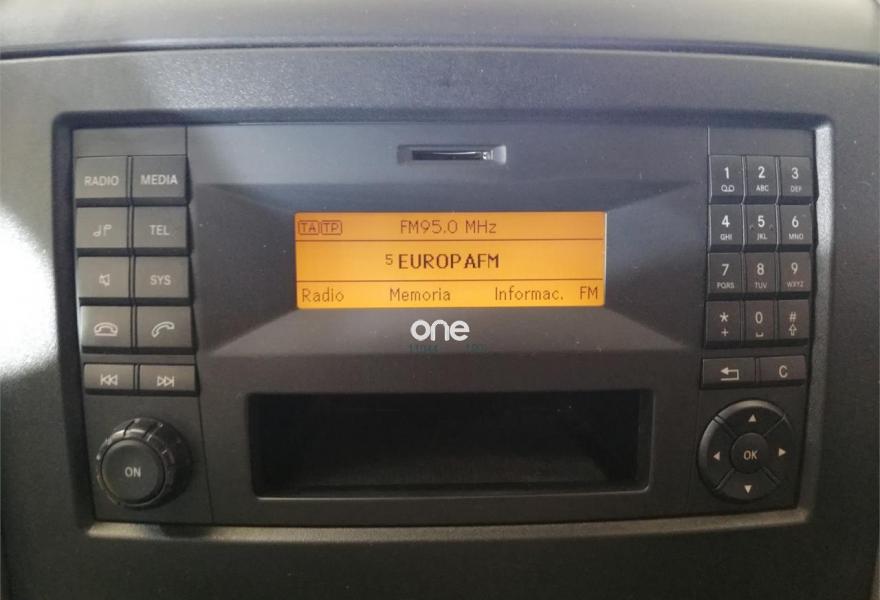 RADIO MEDIA
TEL
SYS
ON
TA TP FM95.0 MHz
5 EUROPAFM
Radio Memoria Informac. FM
one
1 2 ABC 3 DEF
4 GHI 5 JKL 6 MNO
7 PQRS 8 TUV 9 WXYZ
* + 0 #
C
OK